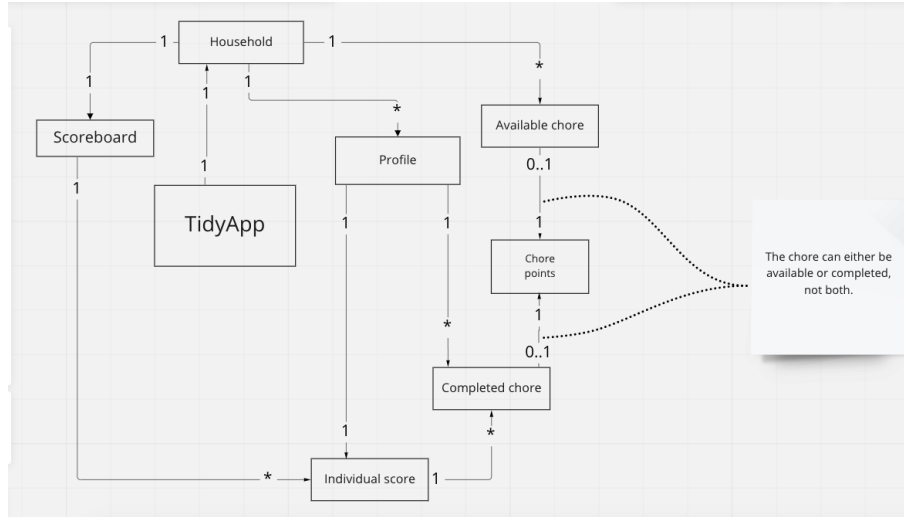 1
Household
1
1
1
1
*
1
*
Scoreboard
Available chore
Profile
1
0..1
1
TidyApp
1
1
1
Chore
points
The chore can either be
available or completed,
not both.
1
*
0..1
Completed chore
1
*
*
Individual score
1